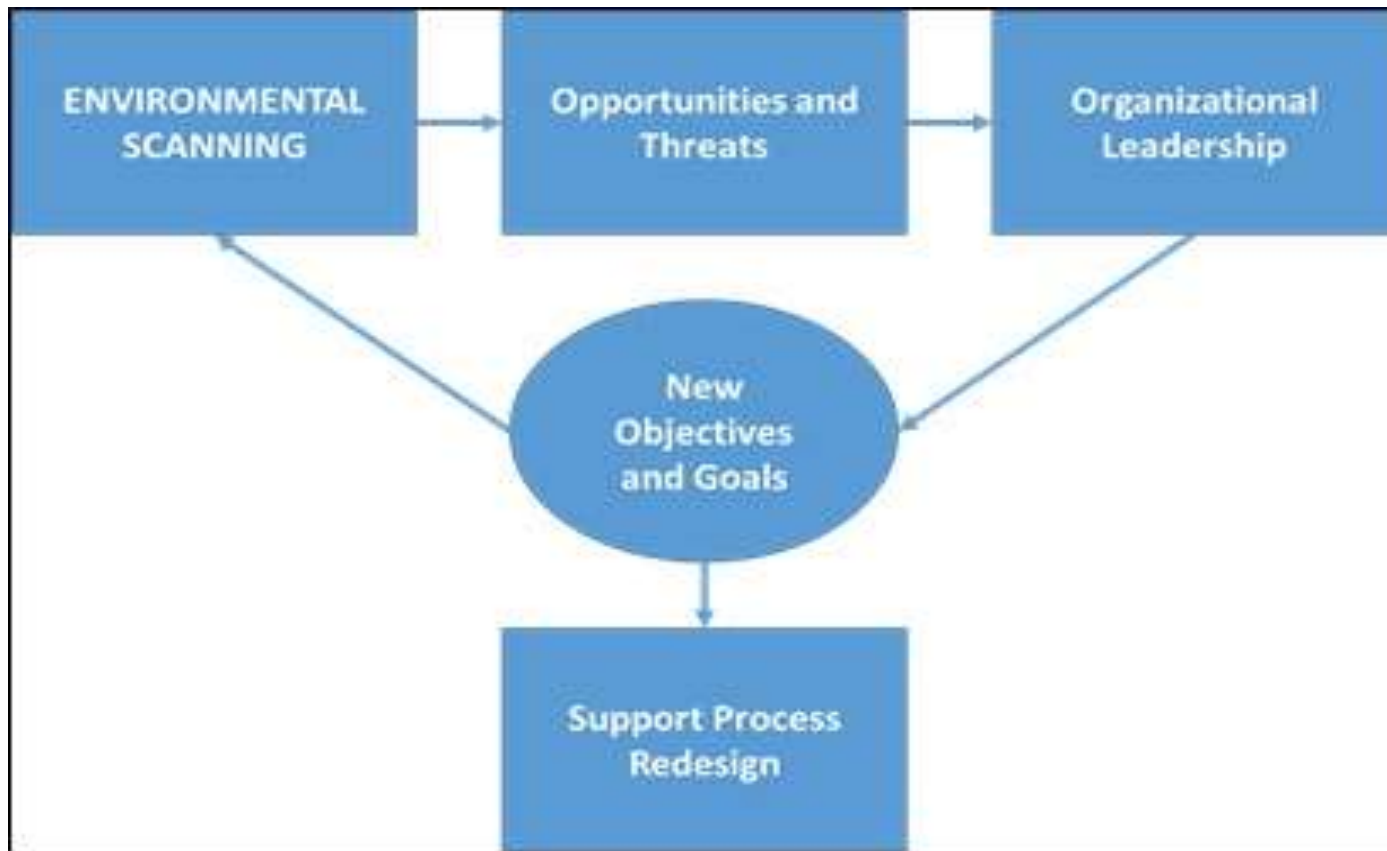 ENVIRONMENTAL
SCANNING
Opportunities and
Threats
Organizational
Leadership
New
Objectives
and Goals
Support Process
Redesign